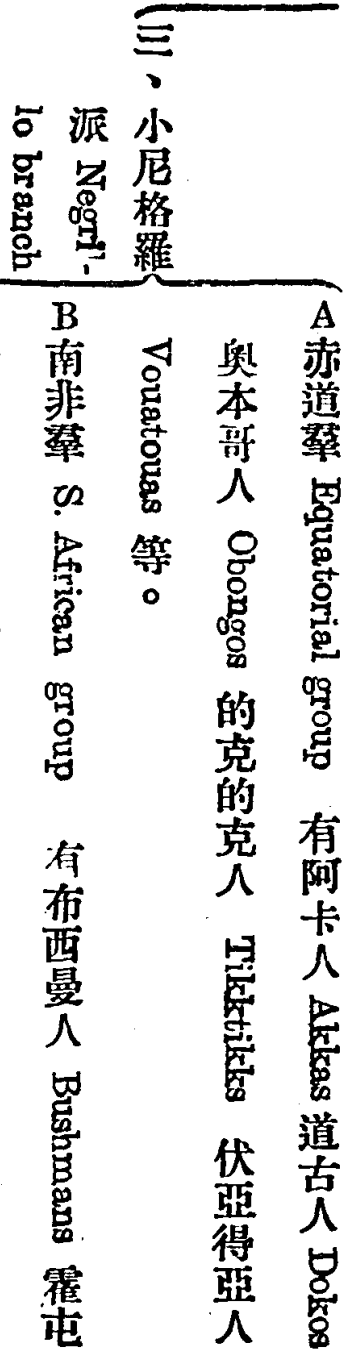 三、小尼格羅
派 Negri-
lo branch
A 赤道羣 Equatorial group 有阿卡人 Akkas 道古人 Dokos
奧本哥人 Obongos 的克的克人 Tikktikks 伏亞得亞人
Vouatouas 等。
B 南非羣 S. African group 有布西曼人 Bushmans 霍屯